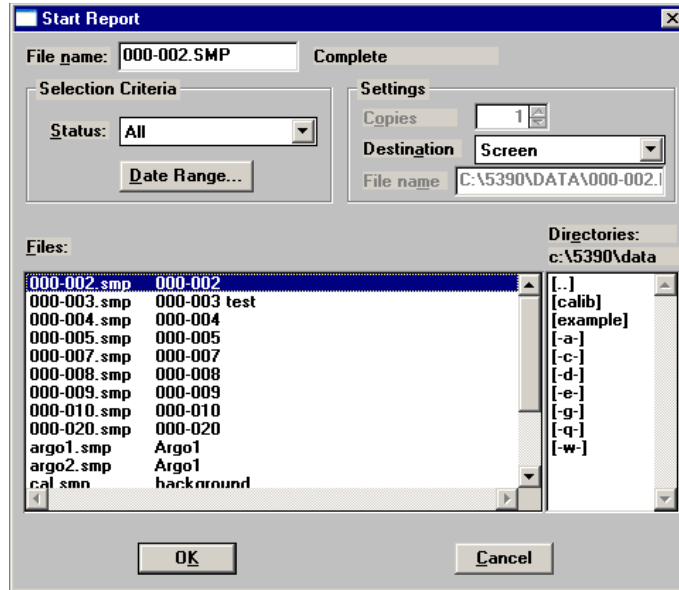 Start Report
File name: 000-002.SMP Complete
Selection Criteria
Status: All
Date Range...
Settings
Copies 1
Destination Screen
File name C:\5390\DATA\000-002.
Files:
Directories:
c:\5390\data
000-002.smp 000-002
000-003.smp 000-003 test
000-004.smp 000-004
000-005.smp 000-005
000-007.smp 000-007
000-008.smp 000-008
000-009.smp 000-009
000-010.smp 000-010
000-020.smp 000-020
argo1.smp Argo1
argo2.smp Argo1
cal.smp background
[..]
[calib]
[example]
[-a-]
[-c-]
[-d-]
[-e-]
[-g-]
[-q-]
[-w-]
OK
Cancel